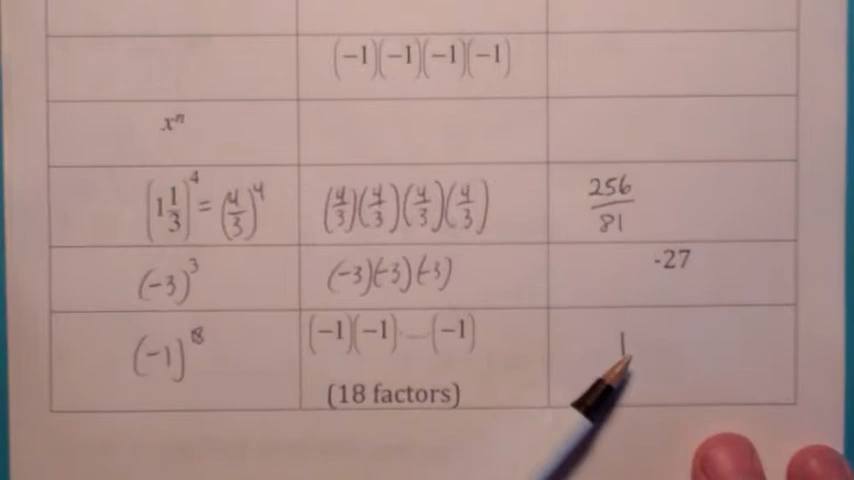 (−1)(−1)(−1)(−1)
xⁿ
(1 1/3)⁴ = (4/3)⁴ (4/3)(4/3)(4/3)(4/3) 256/81
(−3)³ (−3)(−3)(−3) -27
(−1)¹⁸ (−1)(−1)·····(−1) 1
(18 factors)